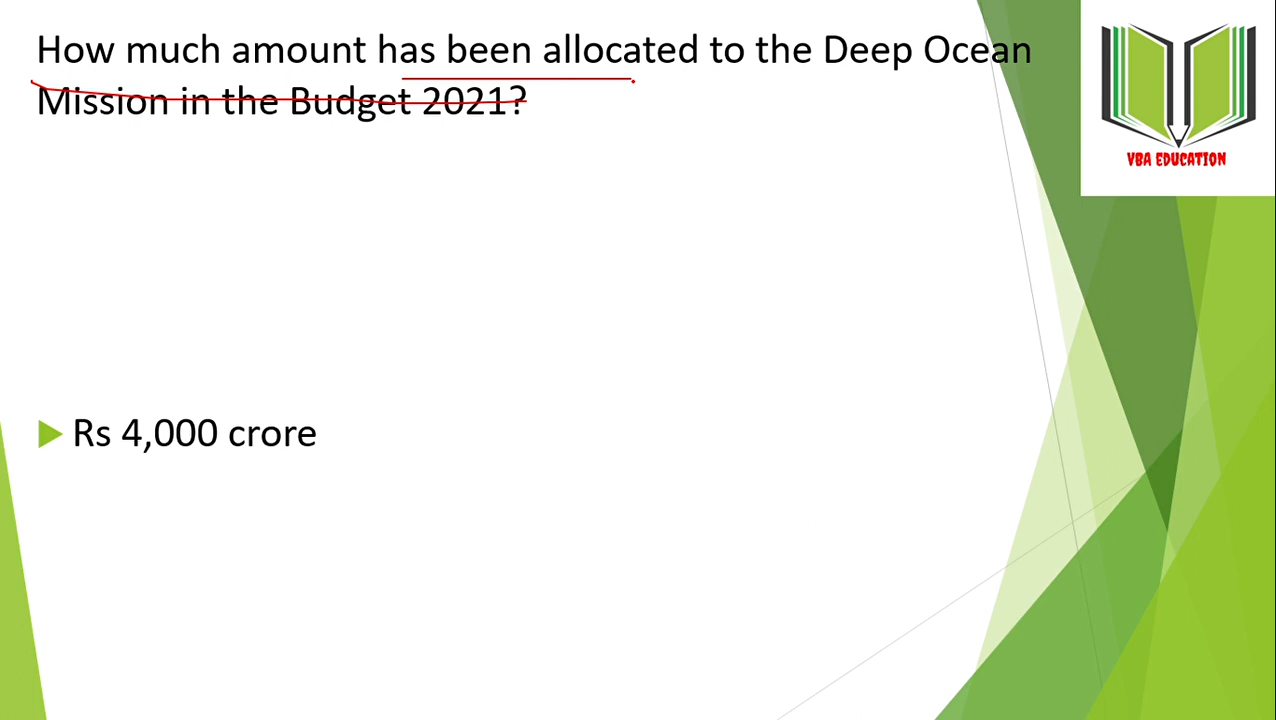 How much amount has been allocated to the Deep Ocean
Mission in the Budget 2021?
VBA EDUCATION
Rs 4,000 crore